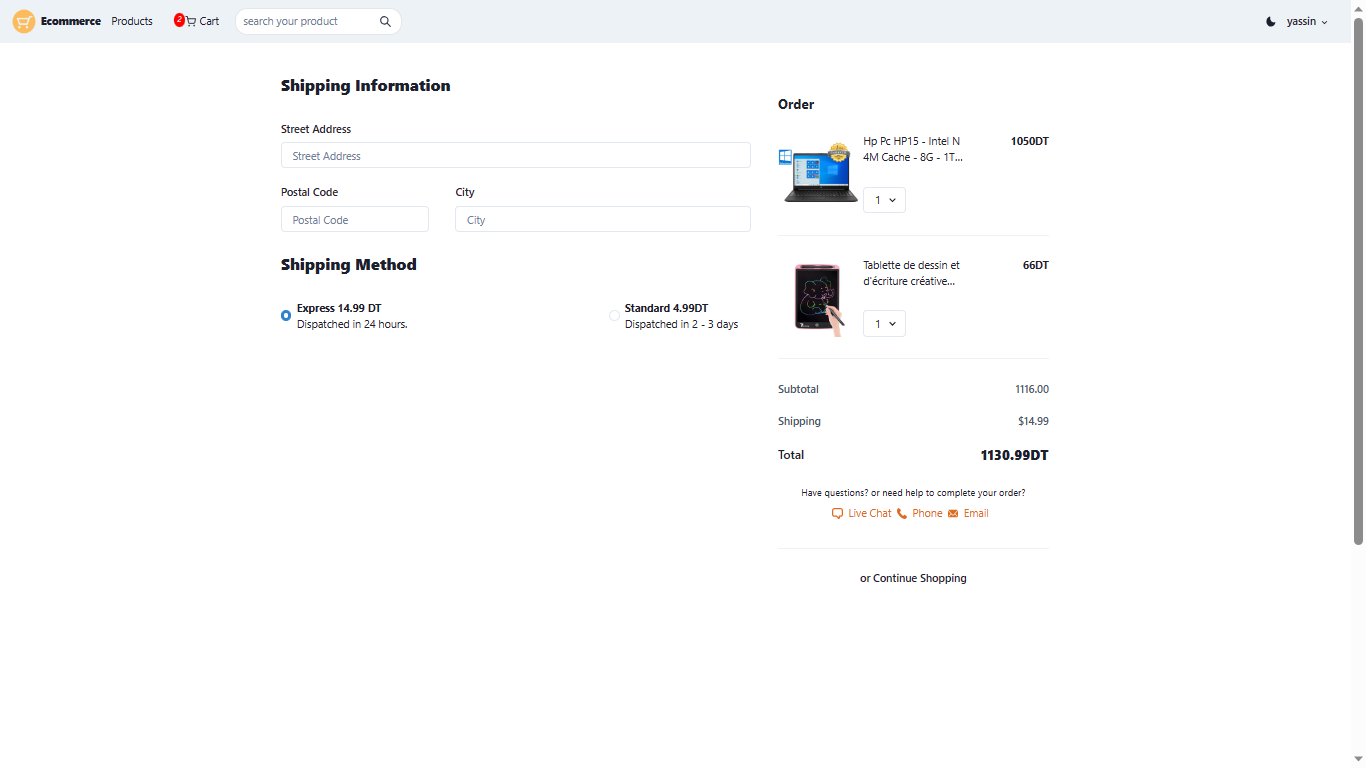 Ecommerce Products 2 Cart search your product yassin
Shipping Information
Street Address
Street Address
Postal Code City
Postal Code City
Shipping Method
Express 14.99 DT Standard 4.99DT
Dispatched in 24 hours. Dispatched in 2 - 3 days
Order
Hp Pc HP15 - Intel N 1050DT
4M Cache - 8G - 1T...
1
Tablette de dessin et 66DT
d'écriture créative...
1
Subtotal 1116.00
Shipping $14.99
Total 1130.99DT
Have questions? or need help to complete your order?
Live Chat Phone Email
or Continue Shopping